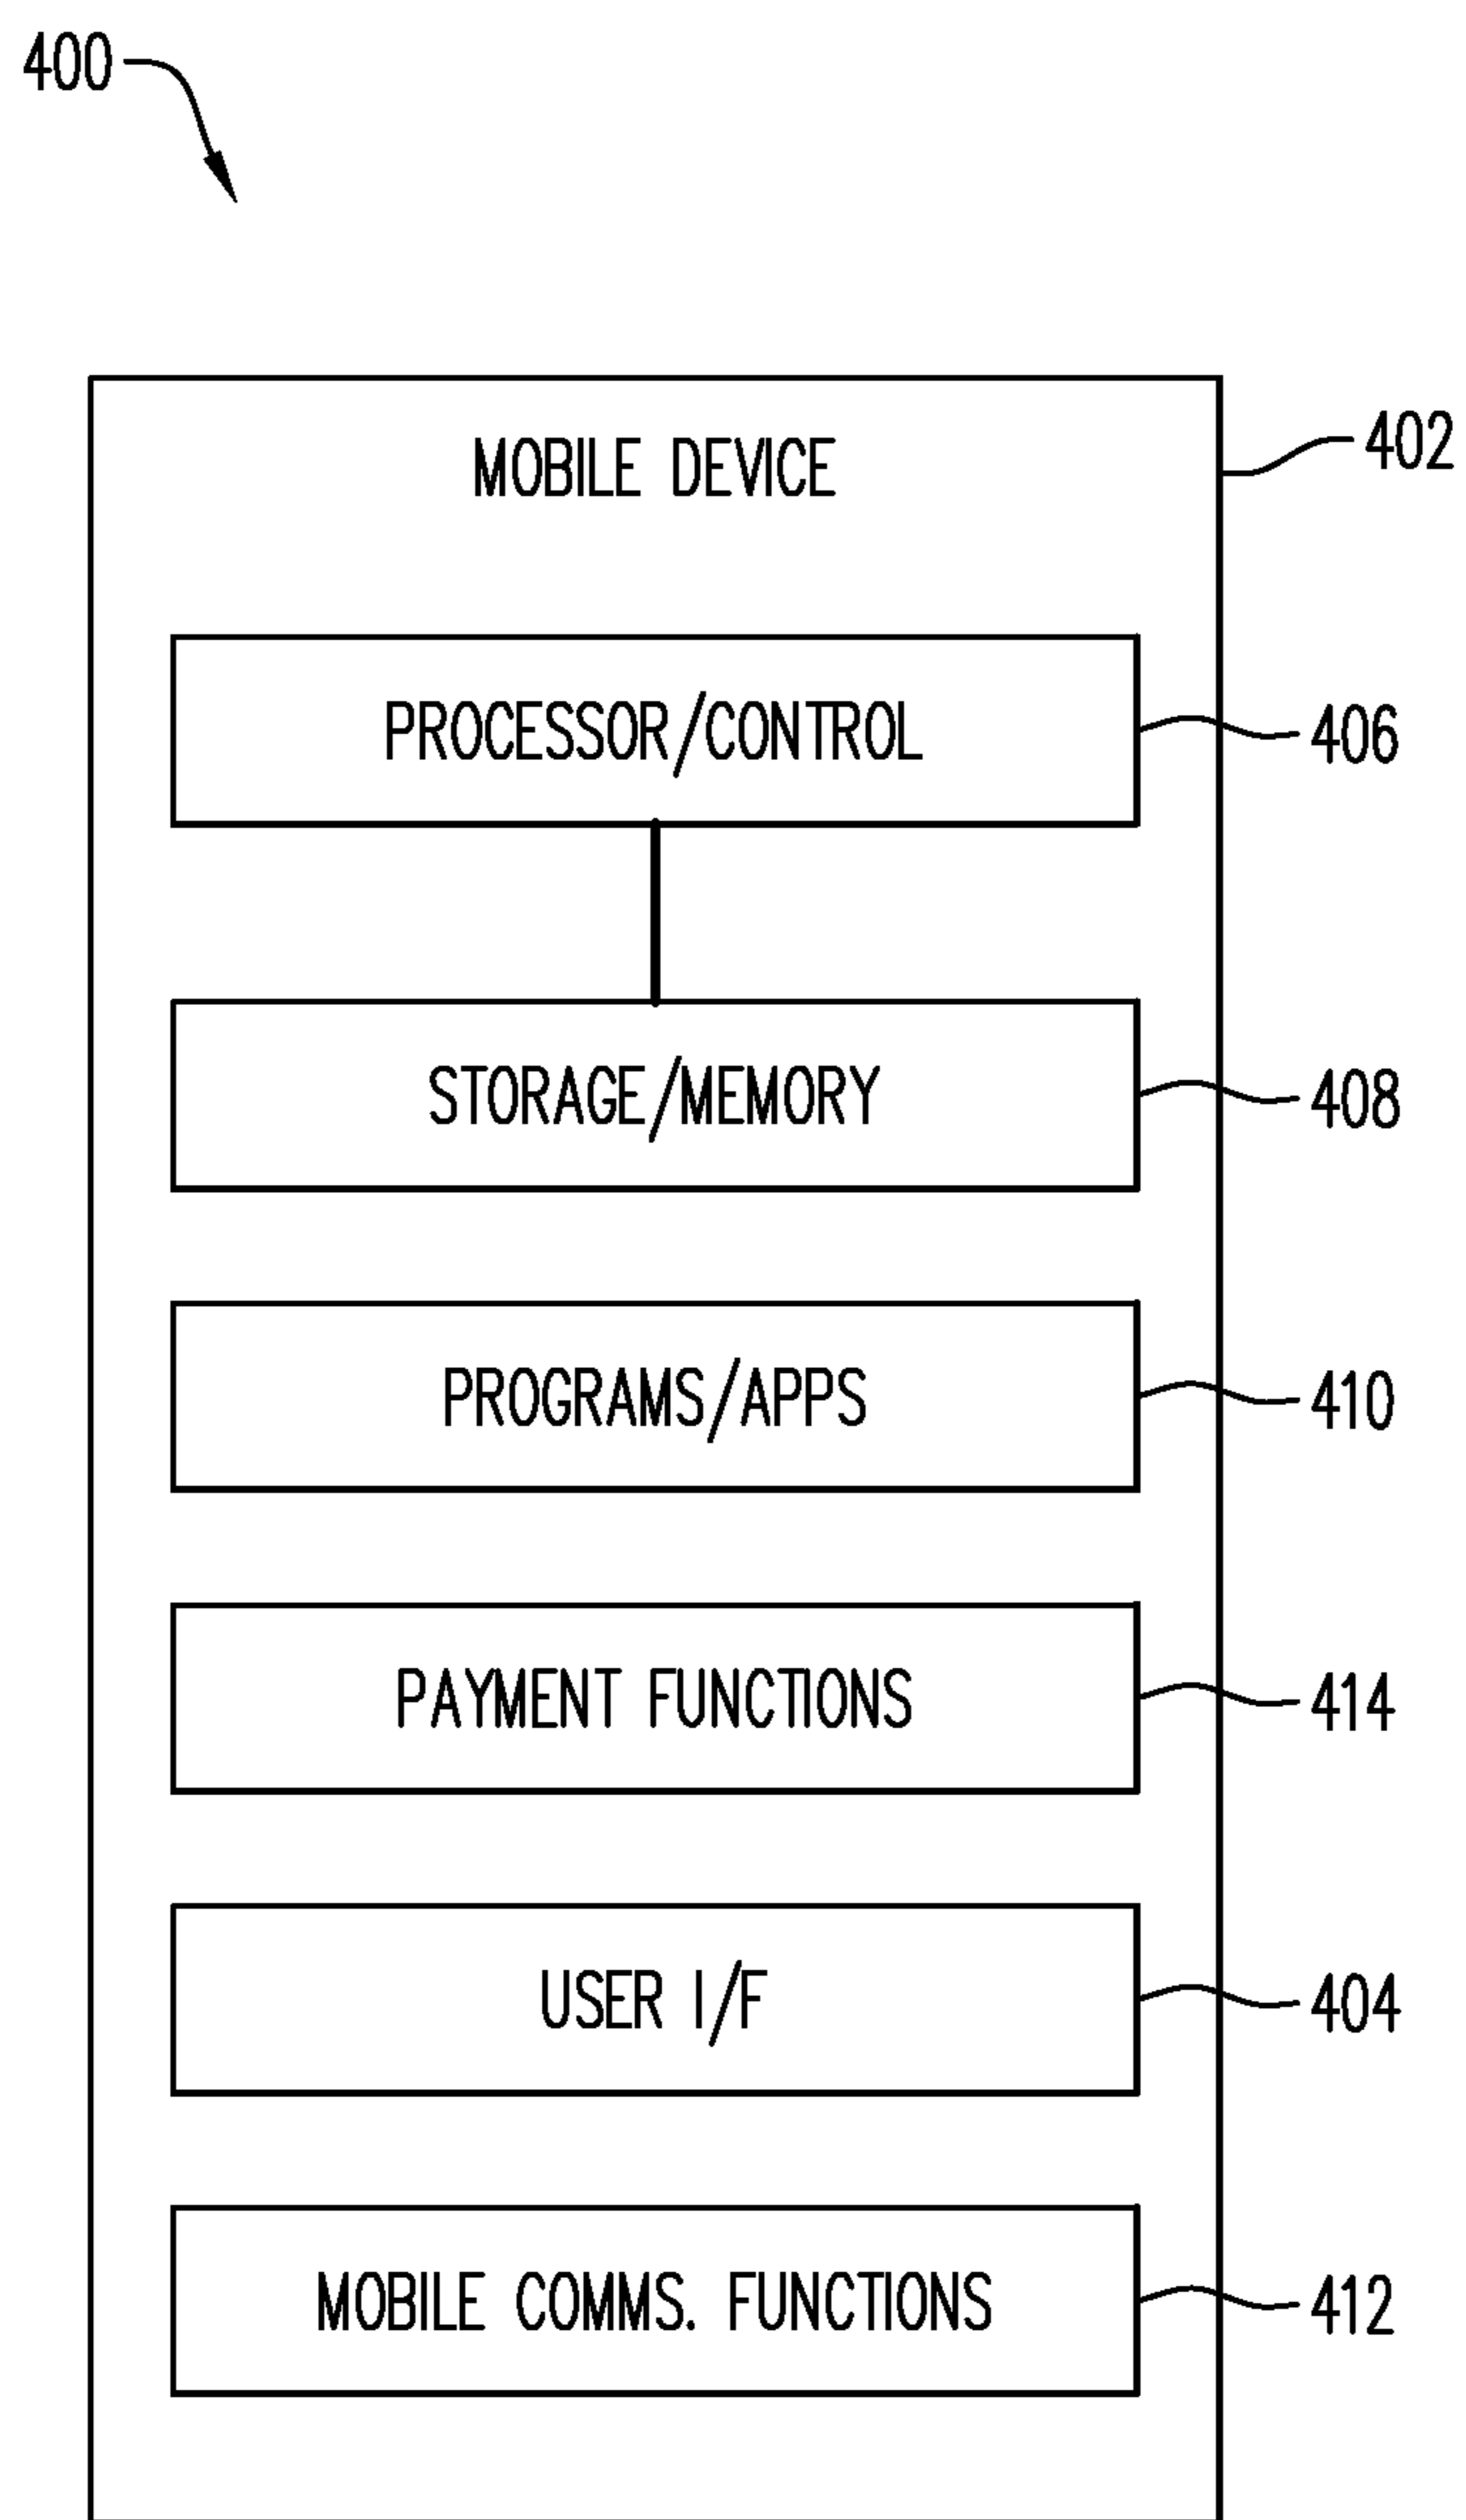 400
MOBILE DEVICE
402
PROCESSOR/CONTROL
406
STORAGE/MEMORY
408
PROGRAMS/APPS
410
PAYMENT FUNCTIONS
414
USER I/F
404
MOBILE COMMS. FUNCTIONS
412